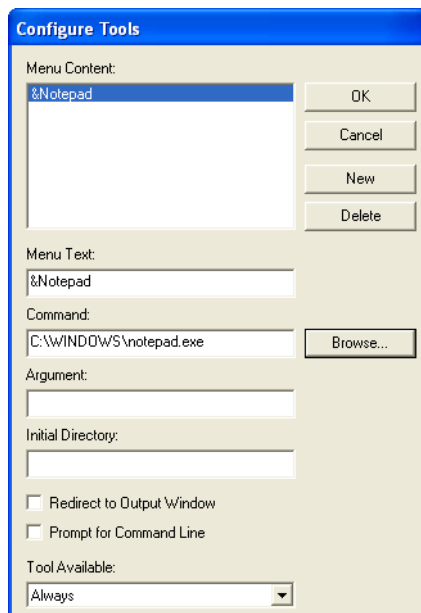 Configure Tools
Menu Content:
&Notepad
OK
Cancel
New
Delete
Menu Text:
&Notepad
Command:
C:\WINDOWS\notepad.exe
Browse...
Argument:
Initial Directory:
Redirect to Output Window
Prompt for Command Line
Tool Available:
Always